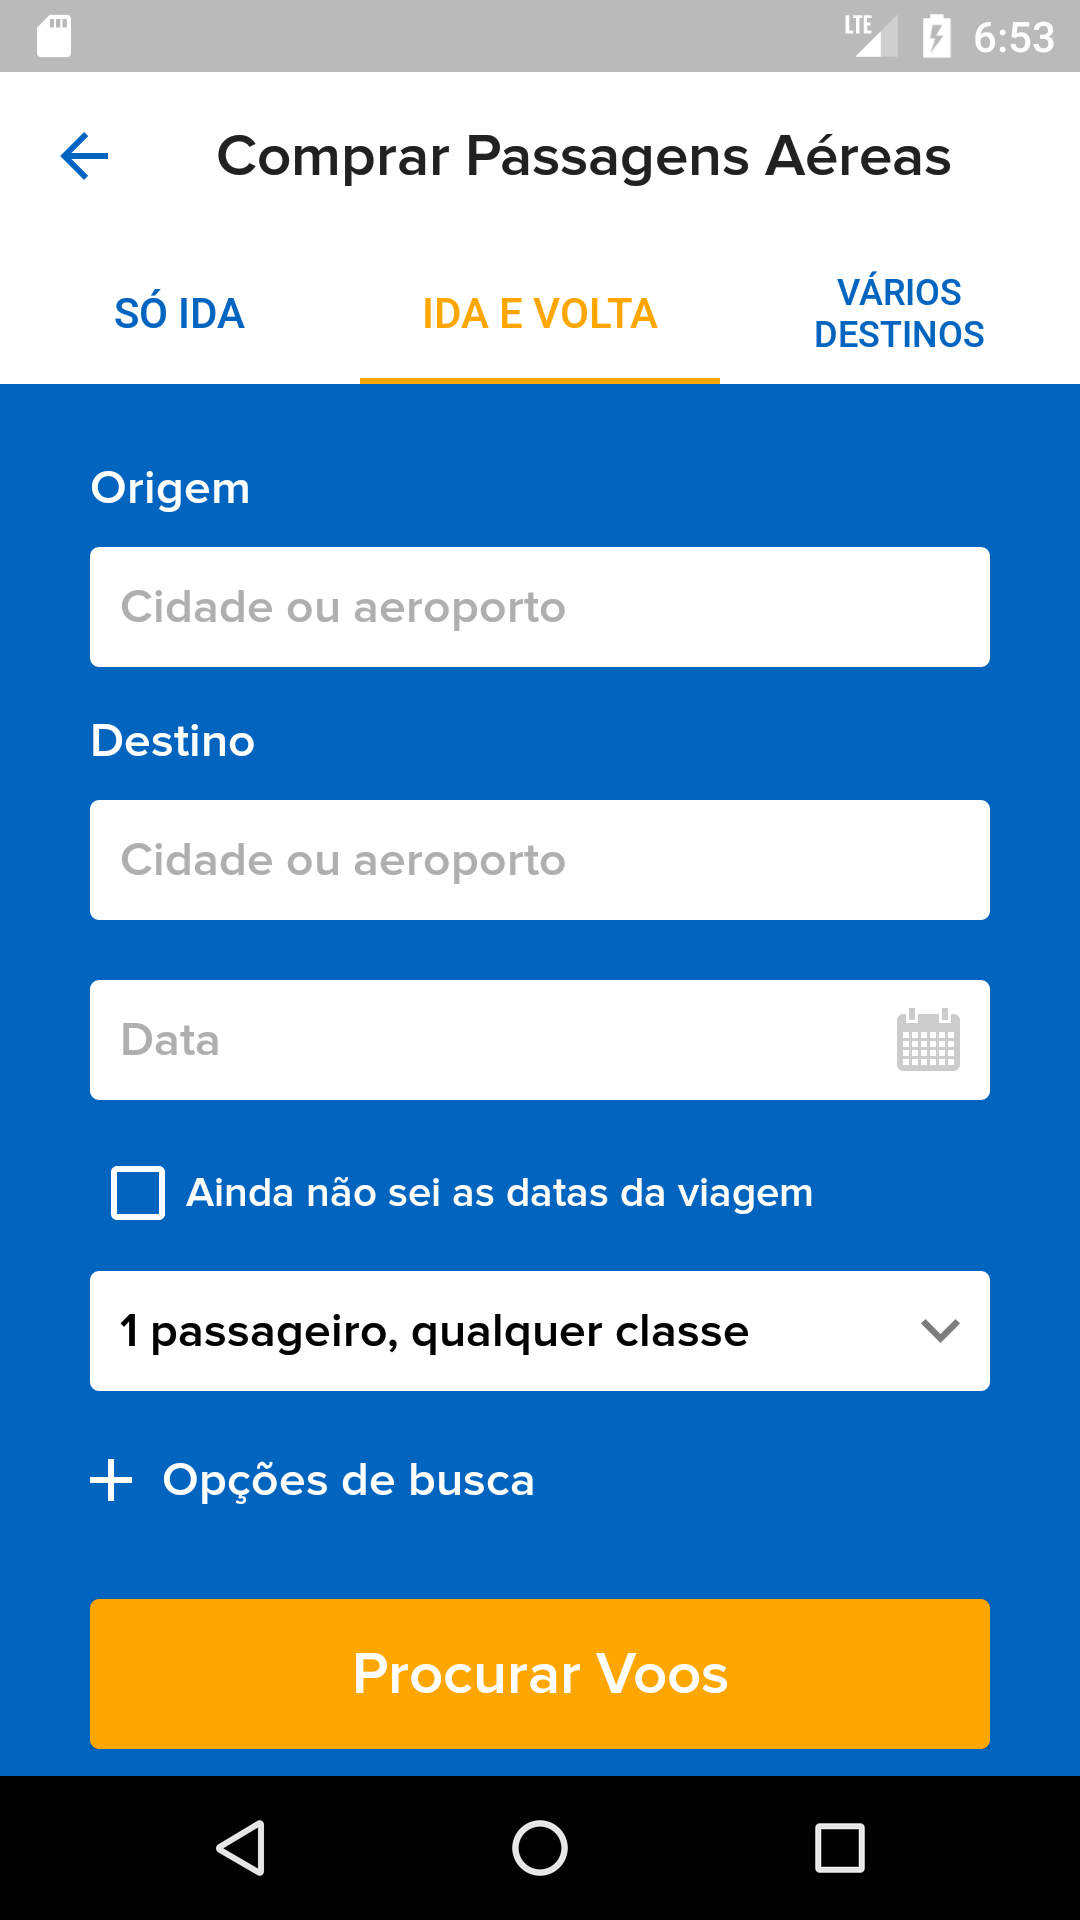 LTE 6:53
Comprar Passagens Aéreas
SÓ IDA
IDA E VOLTA
VÁRIOS
DESTINOS
Origem
Cidade ou aeroporto
Destino
Cidade ou aeroporto
Data
Ainda não sei as datas da viagem
1 passageiro, qualquer classe
Opções de busca
Procurar Voos